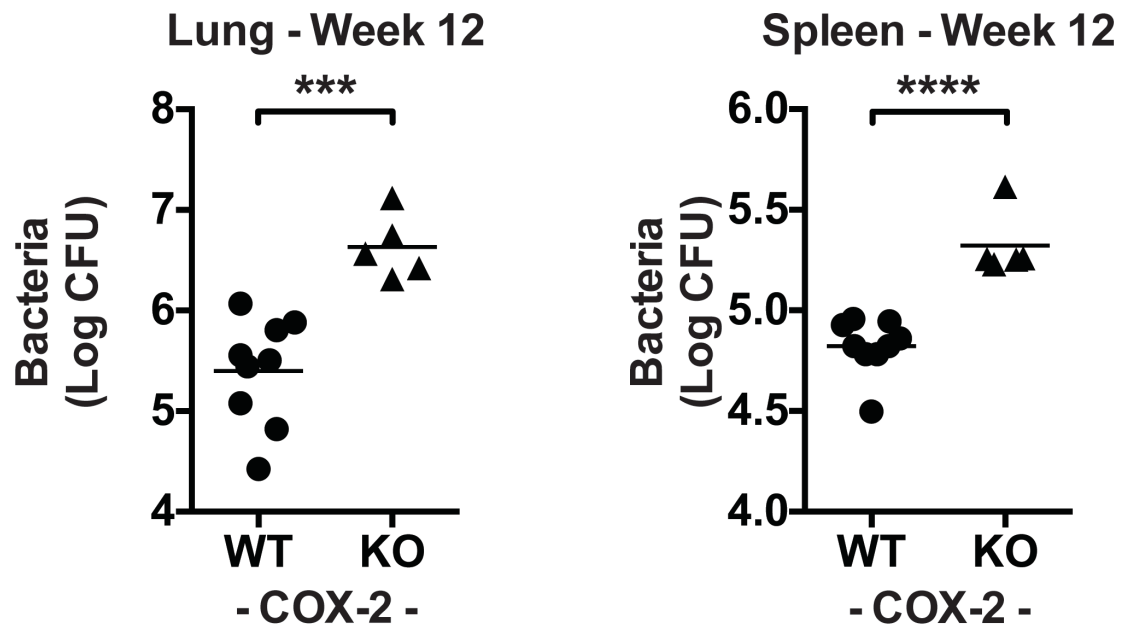 Lung - Week 12
***
8
7
6
5
4
Bacteria
(Log CFU)
WT KO
- COX-2 -
Spleen - Week 12
****
6.0
5.5
5.0
4.5
4.0
Bacteria
(Log CFU)
WT KO
- COX-2 -